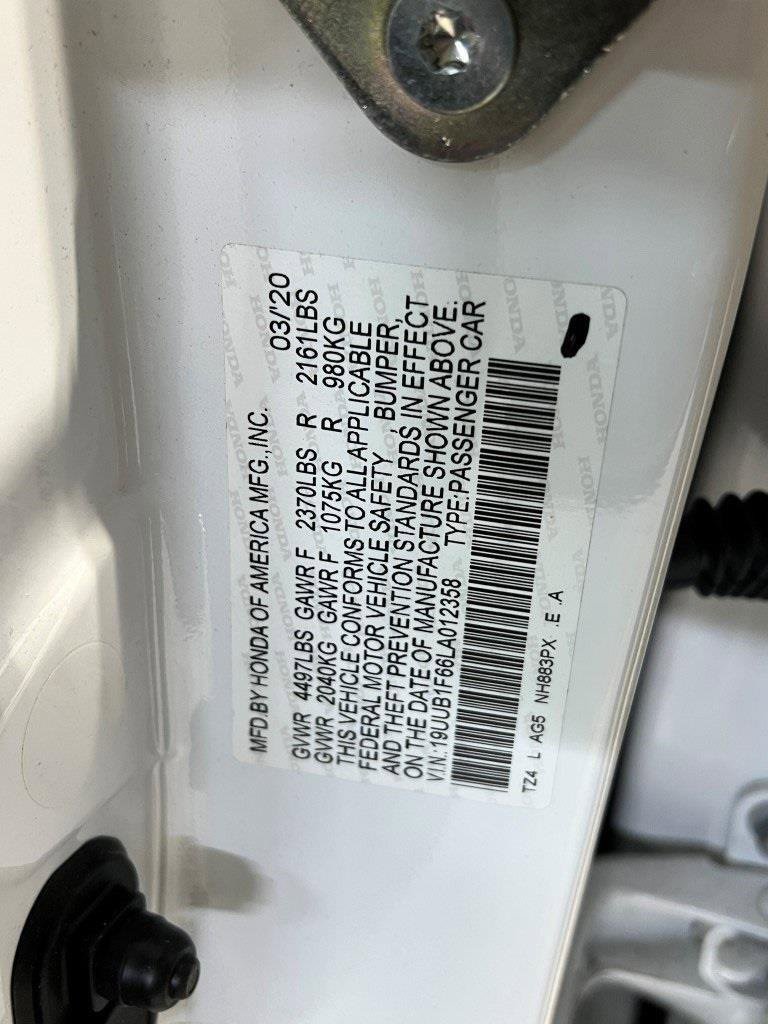 MFD.BY HONDA OF AMERICA MFG.,INC. 03/'20
GVWR 4497LBS GAWR F 2370LBS R 2161LBS
GVWR 2040KG GAWR F 1075KG R 980KG
THIS VEHICLE CONFORMS TO ALL APPLICABLE
FEDERAL MOTOR VEHICLE SAFETY , BUMPER,
AND THEFT PREVENTION STANDARDS IN EFFECT
ON THE DATE OF MANUFACTURE SHOWN ABOVE.
V.I.N.:19UUB1F66LA012358 TYPE:PASSENGER CAR
TZ4 L AG5 NH883PX .E .A